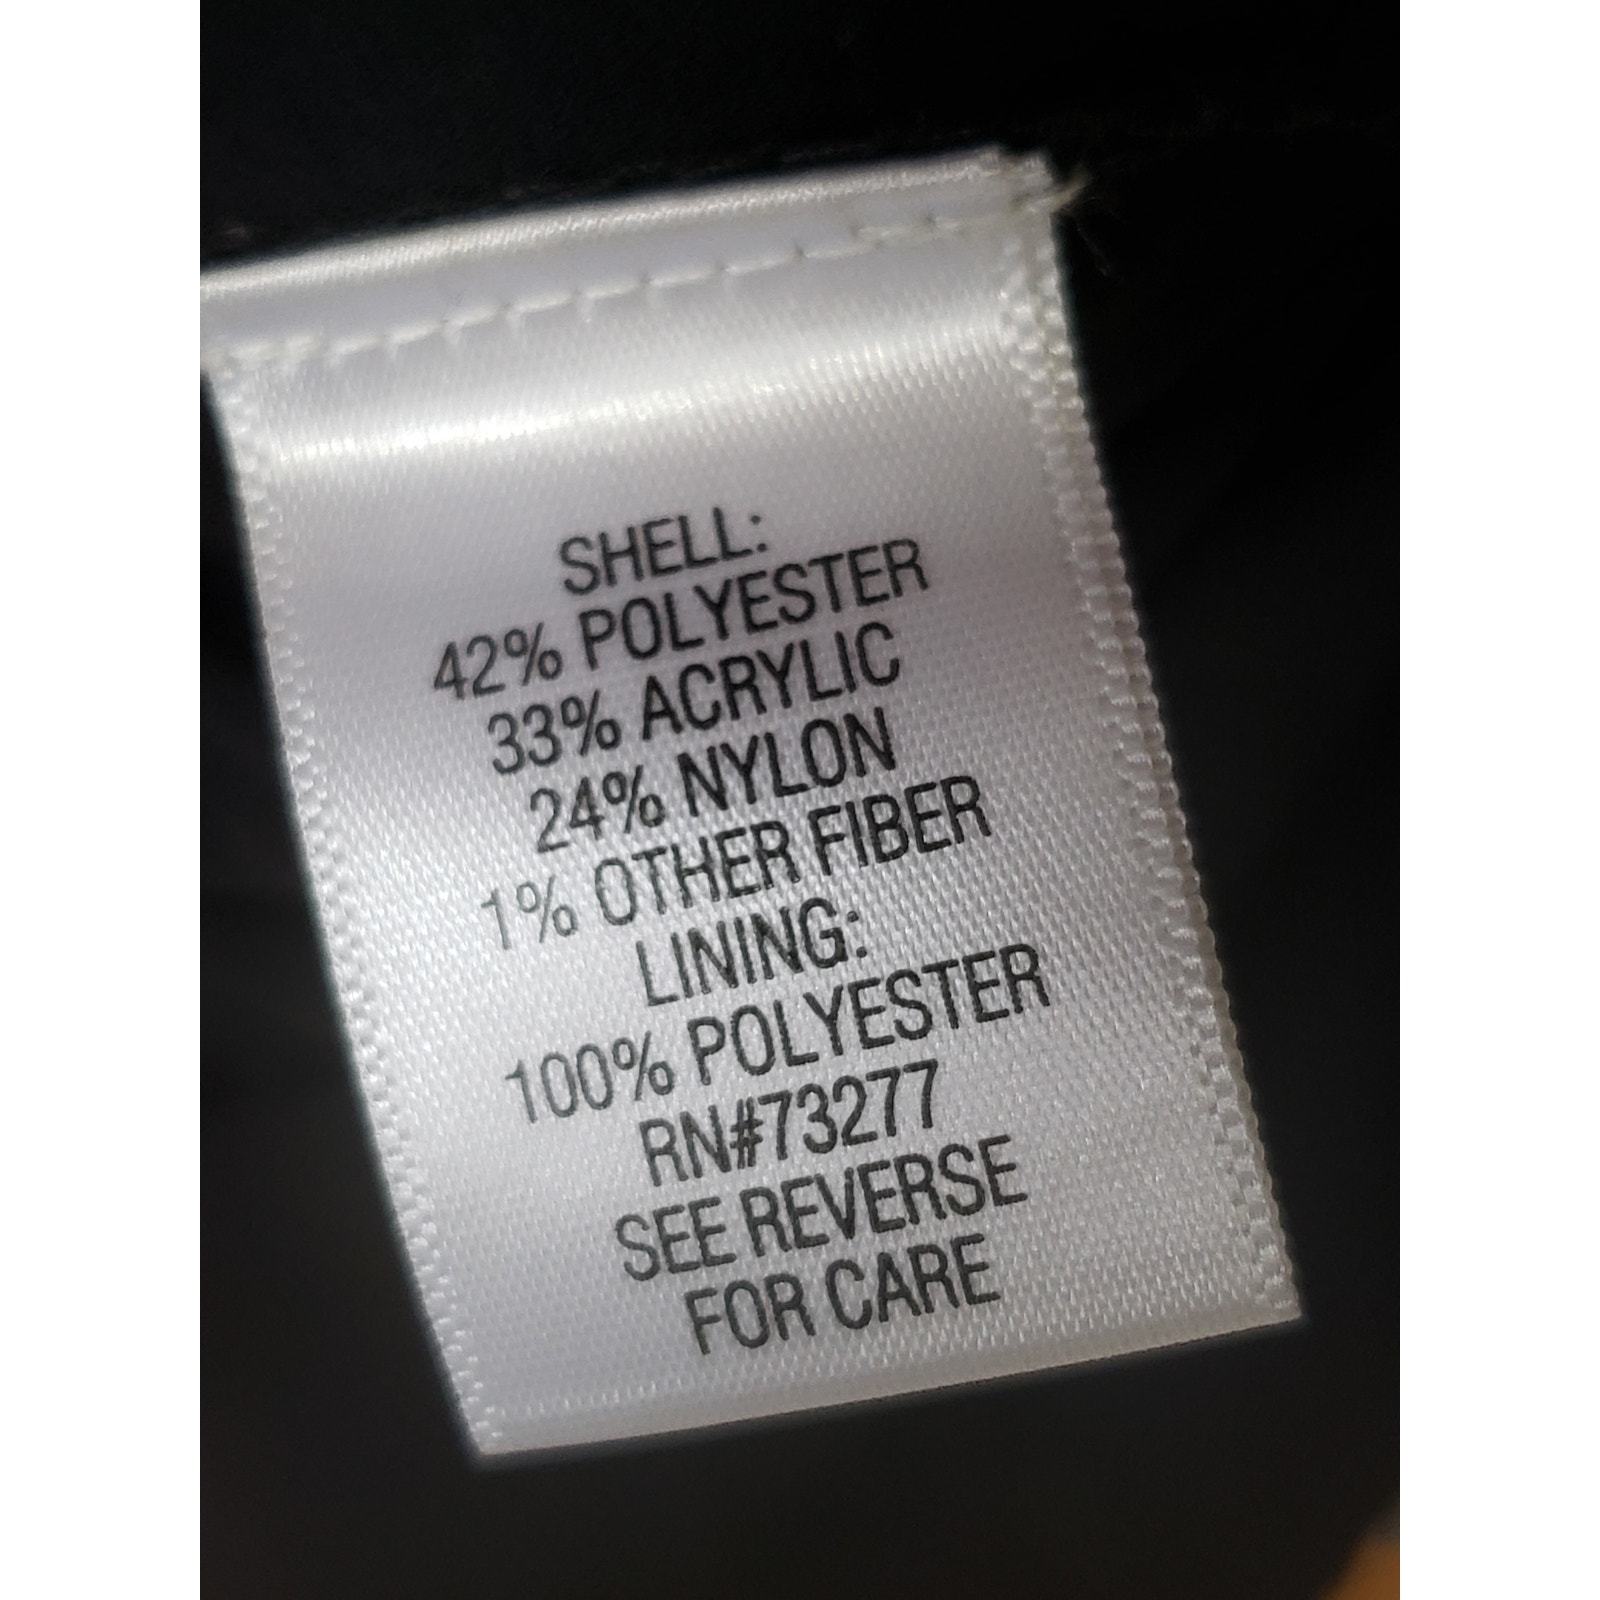 SHELL:
42% POLYESTER
33% ACRYLIC
24% NYLON
1% OTHER FIBER
LINING:
100% POLYESTER
RN#73277
SEE REVERSE
FOR CARE